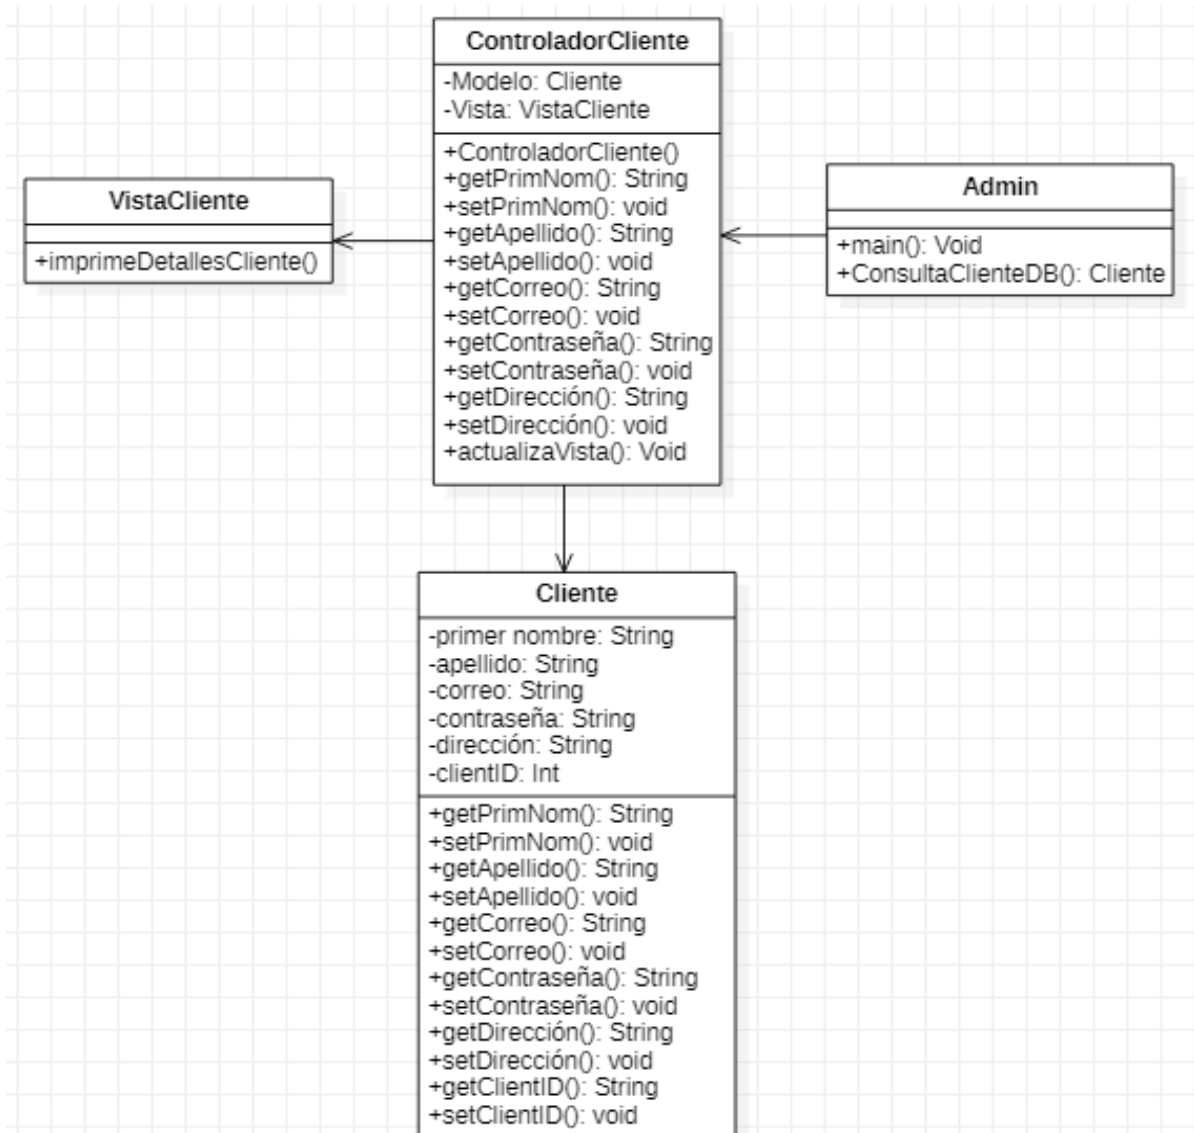 ControladorCliente
-Modelo: Cliente
-Vista: VistaCliente
+ControladorCliente()
+getPrimNom(): String
+setPrimNom(): void
+getApellido(): String
+setApellido(): void
+getCorreo(): String
+setCorreo(): void
+getContraseña(): String
+setContraseña(): void
+getDirección(): String
+setDirección(): void
+actualizaVista(): Void
VistaCliente
+imprimeDetallesCliente()
Admin
+main(): Void
+ConsultaClienteDB(): Cliente
Cliente
-primer nombre: String
-apellido: String
-correo: String
-contraseña: String
-dirección: String
-clientID: Int
+getPrimNom(): String
+setPrimNom(): void
+getApellido(): String
+setApellido(): void
+getCorreo(): String
+setCorreo(): void
+getContraseña(): String
+setContraseña(): void
+getDirección(): String
+setDirección(): void
+getClientID(): String
+setClientID(): void